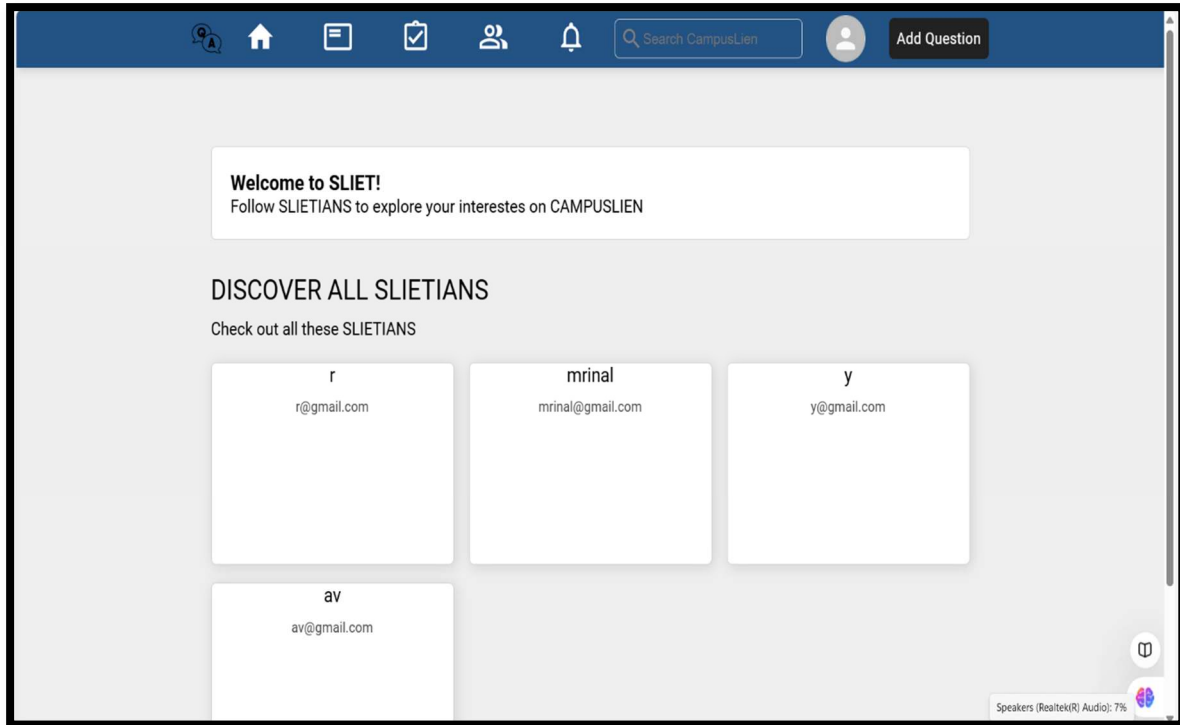 Q
A
Search CampusLien
Add Question
Welcome to SLIET!
Follow SLIETIANS to explore your interestes on CAMPUSLIEN
DISCOVER ALL SLIETIANS
Check out all these SLIETIANS
r
r@gmail.com
mrinal
mrinal@gmail.com
y
y@gmail.com
av
av@gmail.com
Speakers (Realtek(R) Audio): 7%